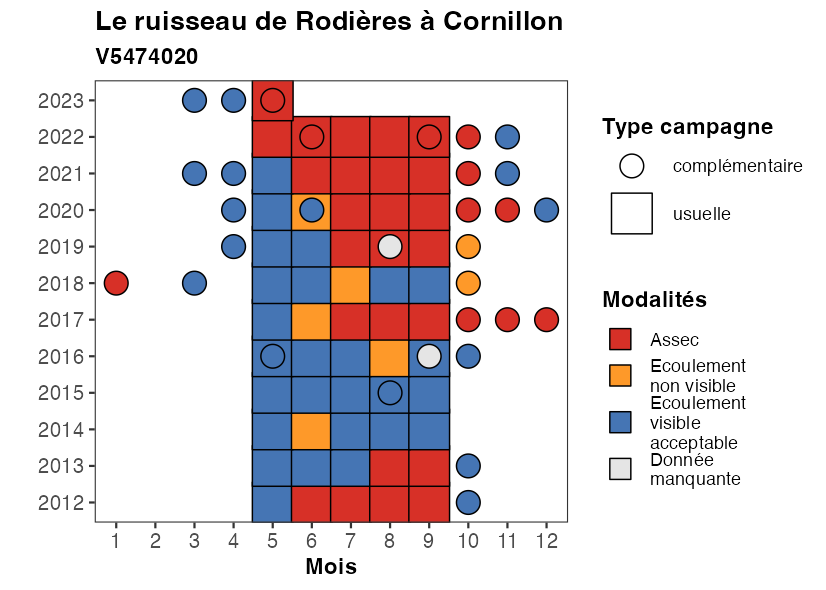 Le ruisseau de Rodières à Cornillon
V5474020
2023
2022
2021
2020
2019
2018
2017
2016
2015
2014
2013
2012
1 2 3 4 5 6 7 8 9 10 11 12
Mois
Type campagne
complémentaire
usuelle
Modalités
Assec
Ecoulement
non visible
Ecoulement
visible
acceptable
Donnée
manquante